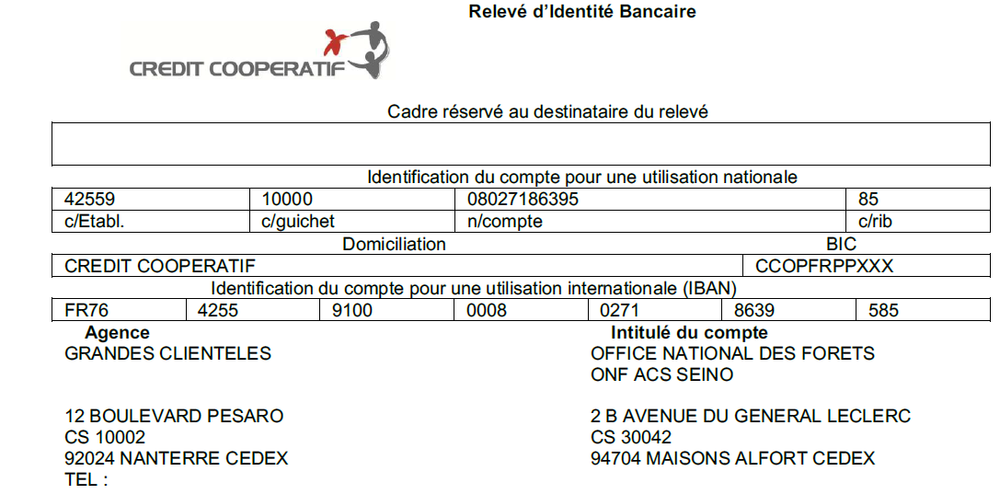 Relevé d'Identité Bancaire
CREDIT COOPERATIF
Cadre réservé au destinataire du relevé
Identification du compte pour une utilisation nationale
42559 10000 08027186395 85
c/Etabl. c/guichet n/compte c/rib
Domiciliation BIC
CREDIT COOPERATIF CCOPFRPPXXX
Identification du compte pour une utilisation internationale (IBAN)
FR76 4255 9100 0008 0271 8639 585
Agence Intitulé du compte
GRANDES CLIENTELES OFFICE NATIONAL DES FORETS
ONF ACS SEINO
12 BOULEVARD PESARO 2 B AVENUE DU GENERAL LECLERC
CS 10002 CS 30042
92024 NANTERRE CEDEX 94704 MAISONS ALFORT CEDEX
TEL :